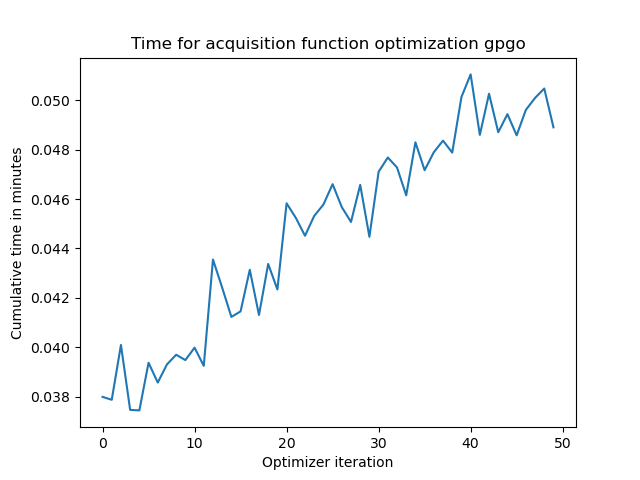 Time for acquisition function optimization gpgo
Cumulative time in minutes
0.050
0.048
0.046
0.044
0.042
0.040
0.038
0 10 20 30 40 50
Optimizer iteration